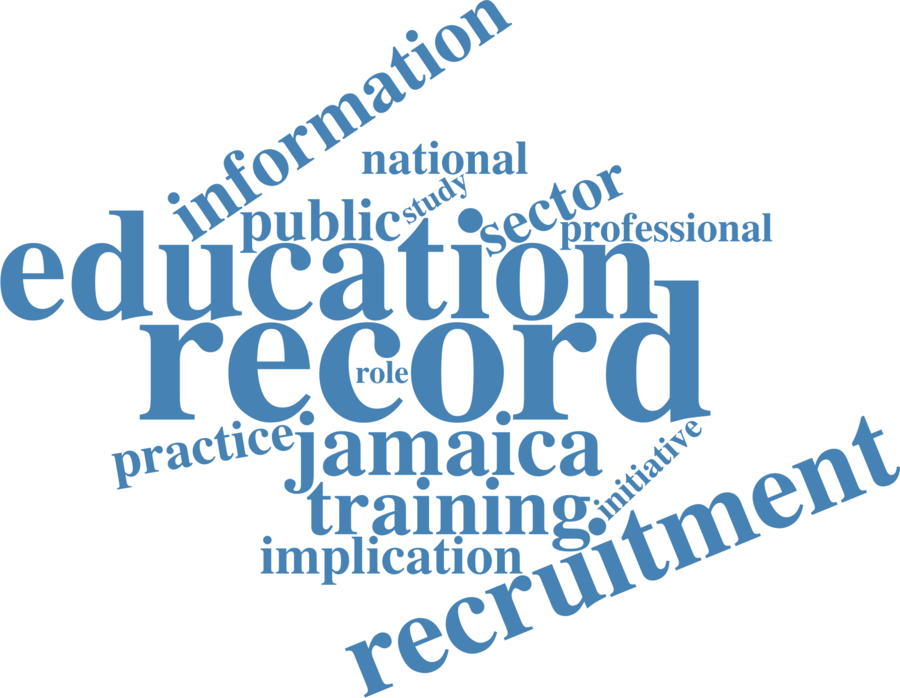 information
national
study
public
sector
professional
education
record
role
practice
jamaica
initiative
training
implication
recruitment